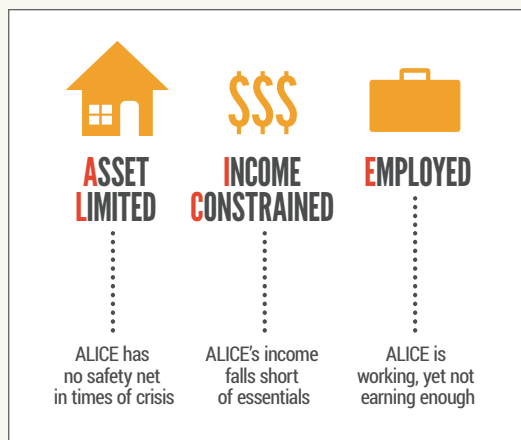 $$$
ASSET
LIMITED
INCOME
CONSTRAINED
EMPLOYED
ALICE has
no safety net
in times of crisis
ALICE's income
falls short
of essentials
ALICE is
working, yet not
earning enough